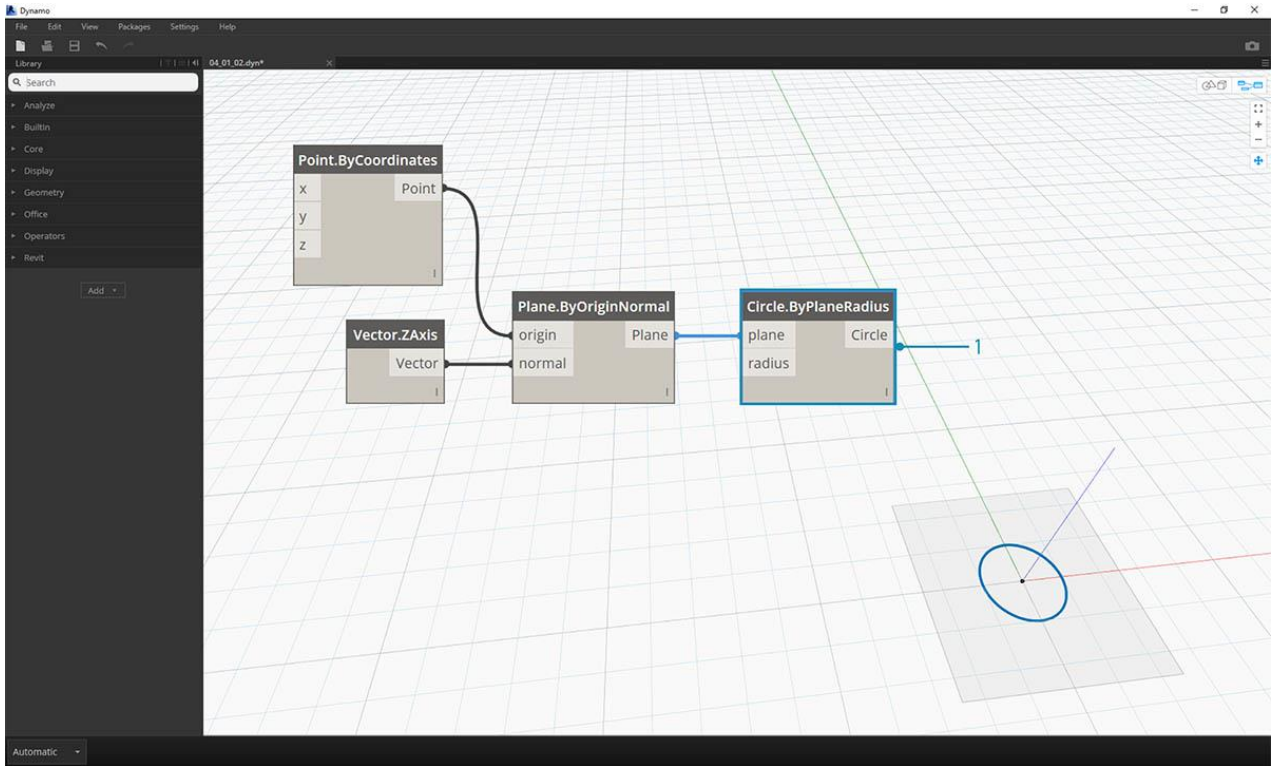 Dynamo
File Edit View Packages Settings Help
Library
04_01_02.dyn*
Search
Analyze
BuiltIn
Core
Display
Geometry
Office
Operators
Revit
Add
Point.ByCoordinates
x Point
y
z
Vector.ZAxis
Vector
Plane.ByOriginNormal
origin Plane
normal
Circle.ByPlaneRadius
plane Circle
radius
1
Automatic